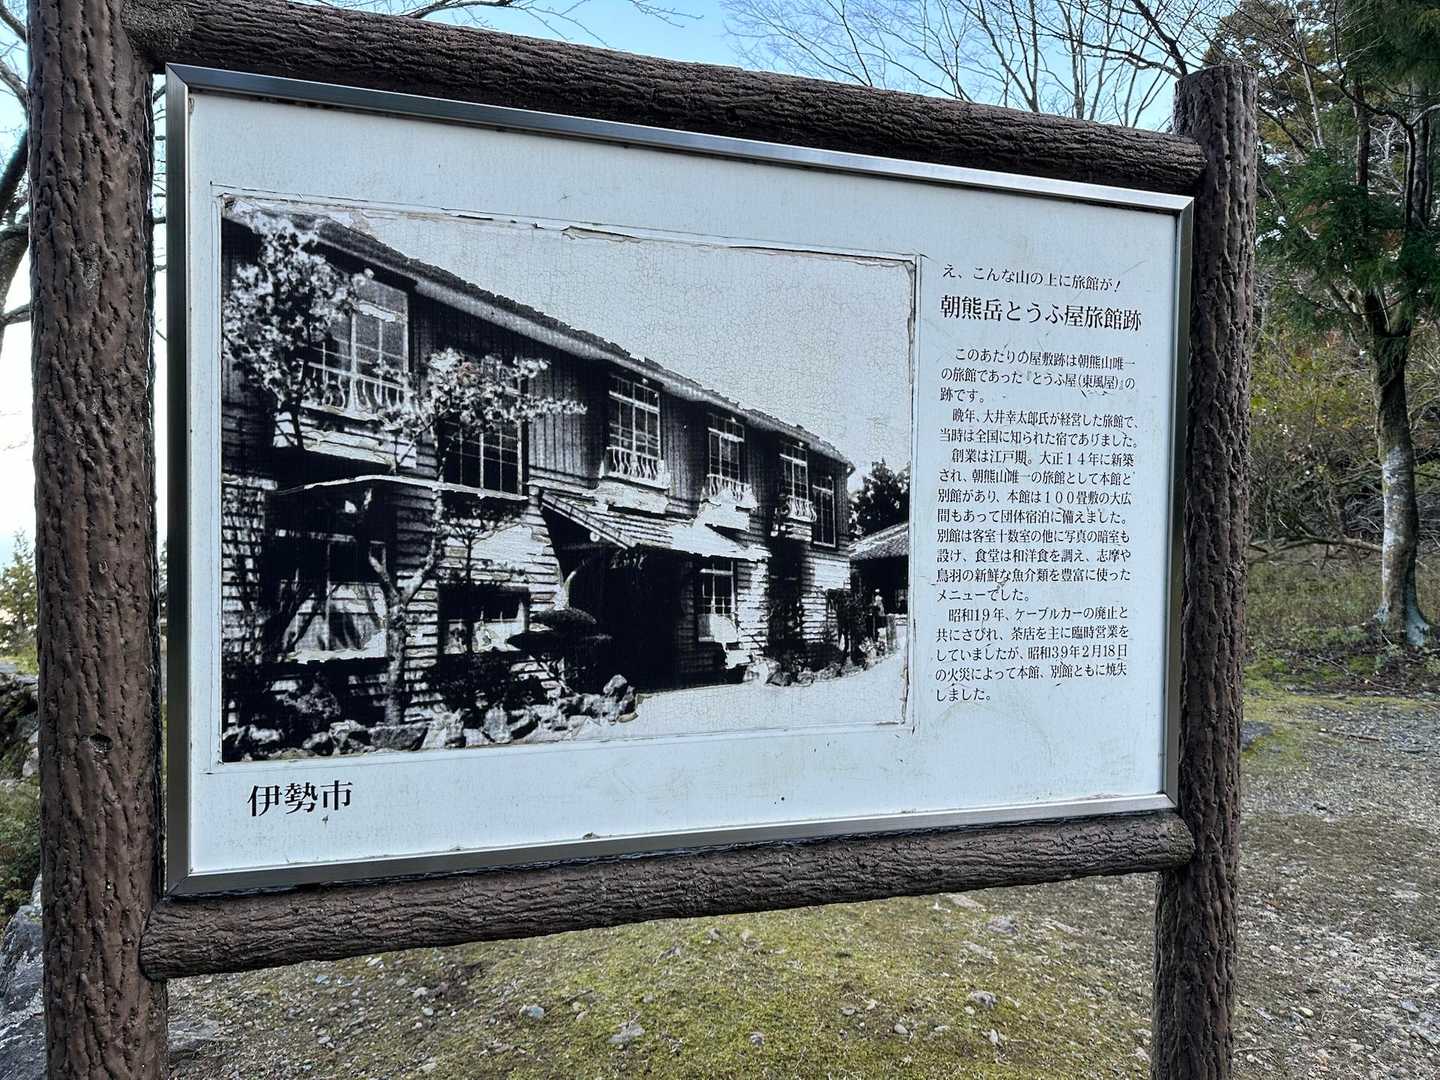 え、こんな山の上に旅館が！
朝熊岳とうふ屋旅館跡
このあたりの屋敷跡は朝熊山唯一
の旅館であった『とうふ屋(東風屋)』の
跡です。
晩年、大井幸太郎氏が経営した旅館で、
当時は全国に知られた宿でありました。
創業は江戸期。大正１４年に新築
され、朝熊山唯一の旅館として本館と
別館があり、本館は１００畳敷の大広
間もあって団体宿泊に備えました。
別館は客室十数室の他に写真の暗室も
設け、食堂は和洋食を調え、志摩や
鳥羽の新鮮な魚介類を豊富に使った
メニューでした。
昭和19年、ケーブルカーの廃止と
共にさびれ、茶店を主に臨時営業を
していましたが、昭和39年2月18日
の火災によって本館、別館ともに焼失
しました。
伊勢市